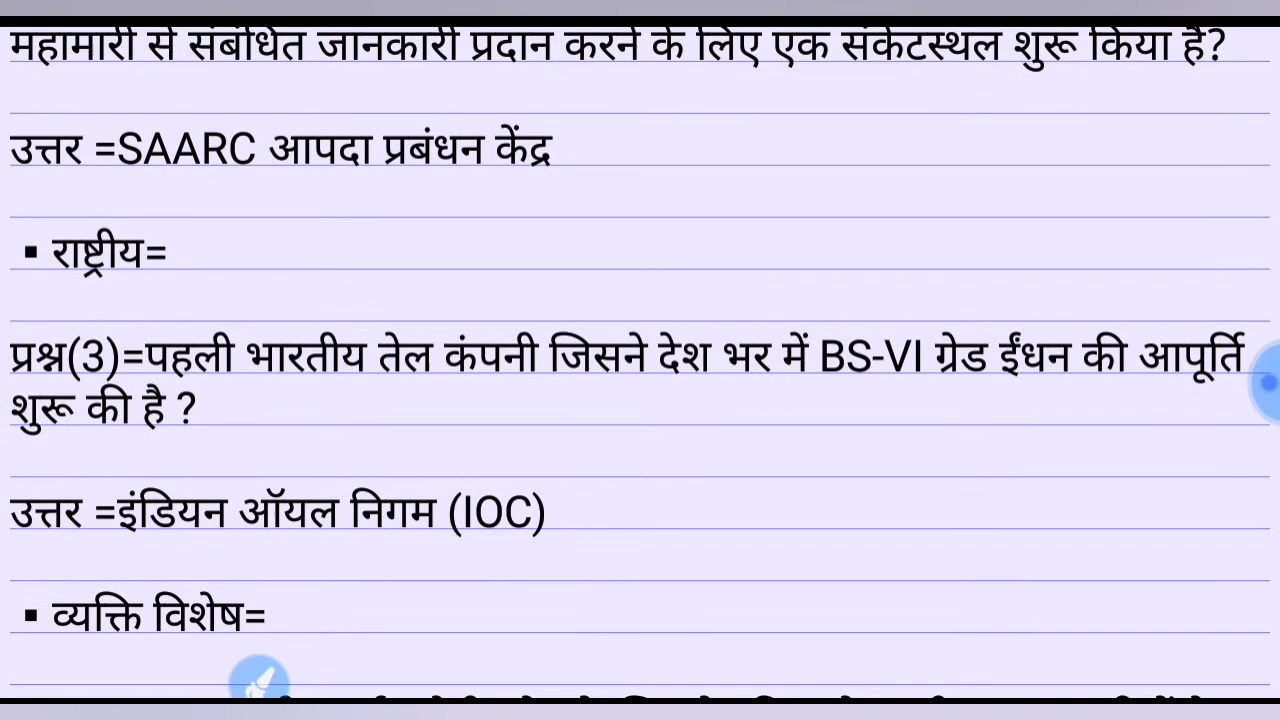 महामारी से संबंधित जानकारी प्रदान करने के लिए एक संकेटस्थल शुरू किया है?
उत्तर =SAARC आपदा प्रबंधन केंद्र
▪ राष्ट्रीय=
प्रश्न(3)=पहली भारतीय तेल कंपनी जिसने देश भर में BS-VI ग्रेड ईंधन की आपूर्ति
शुरू की है ?
उत्तर =इंडियन ऑयल निगम (IOC)
▪ व्यक्ति विशेष=